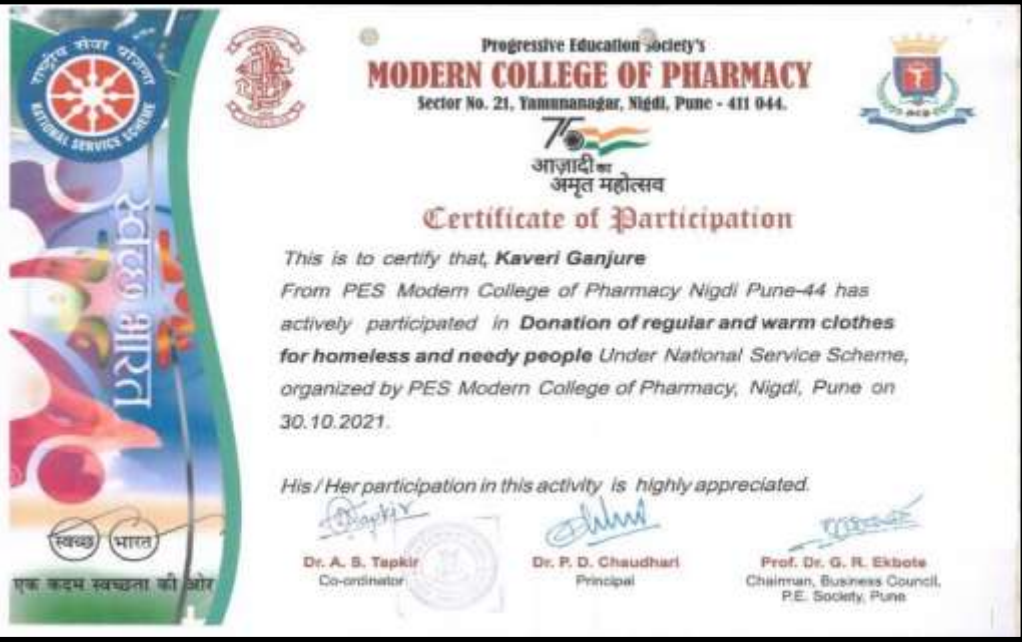 राष्ट्रीय सेवा योजना
NATIONAL SERVICE SCHEME
Progressive Education Society's
MODERN COLLEGE OF PHARMACY
Sector No. 21, Yamunanagar, Nigdi, Pune - 411 044.
75
आज़ादी का
अमृत महोत्सव
Certificate of Participation
This is to certify that, Kaveri Ganjure
From PES Modern College of Pharmacy Nigdi Pune-44 has
actively participated in Donation of regular and warm clothes
for homeless and needy people Under National Service Scheme,
organized by PES Modern College of Pharmacy, Nigdi, Pune on
30.10.2021.
His / Her participation in this activity is highly appreciated.
Dr. A. S. Tapkir
Co-ordinator
Dr. P. D. Chaudhari
Principal
Prof. Dr. G. R. Ekbote
Chairman, Business Council,
P.E. Society, Pune
स्वच्छ भारत
स्वच्छ भारत
एक कदम स्वच्छता की ओर